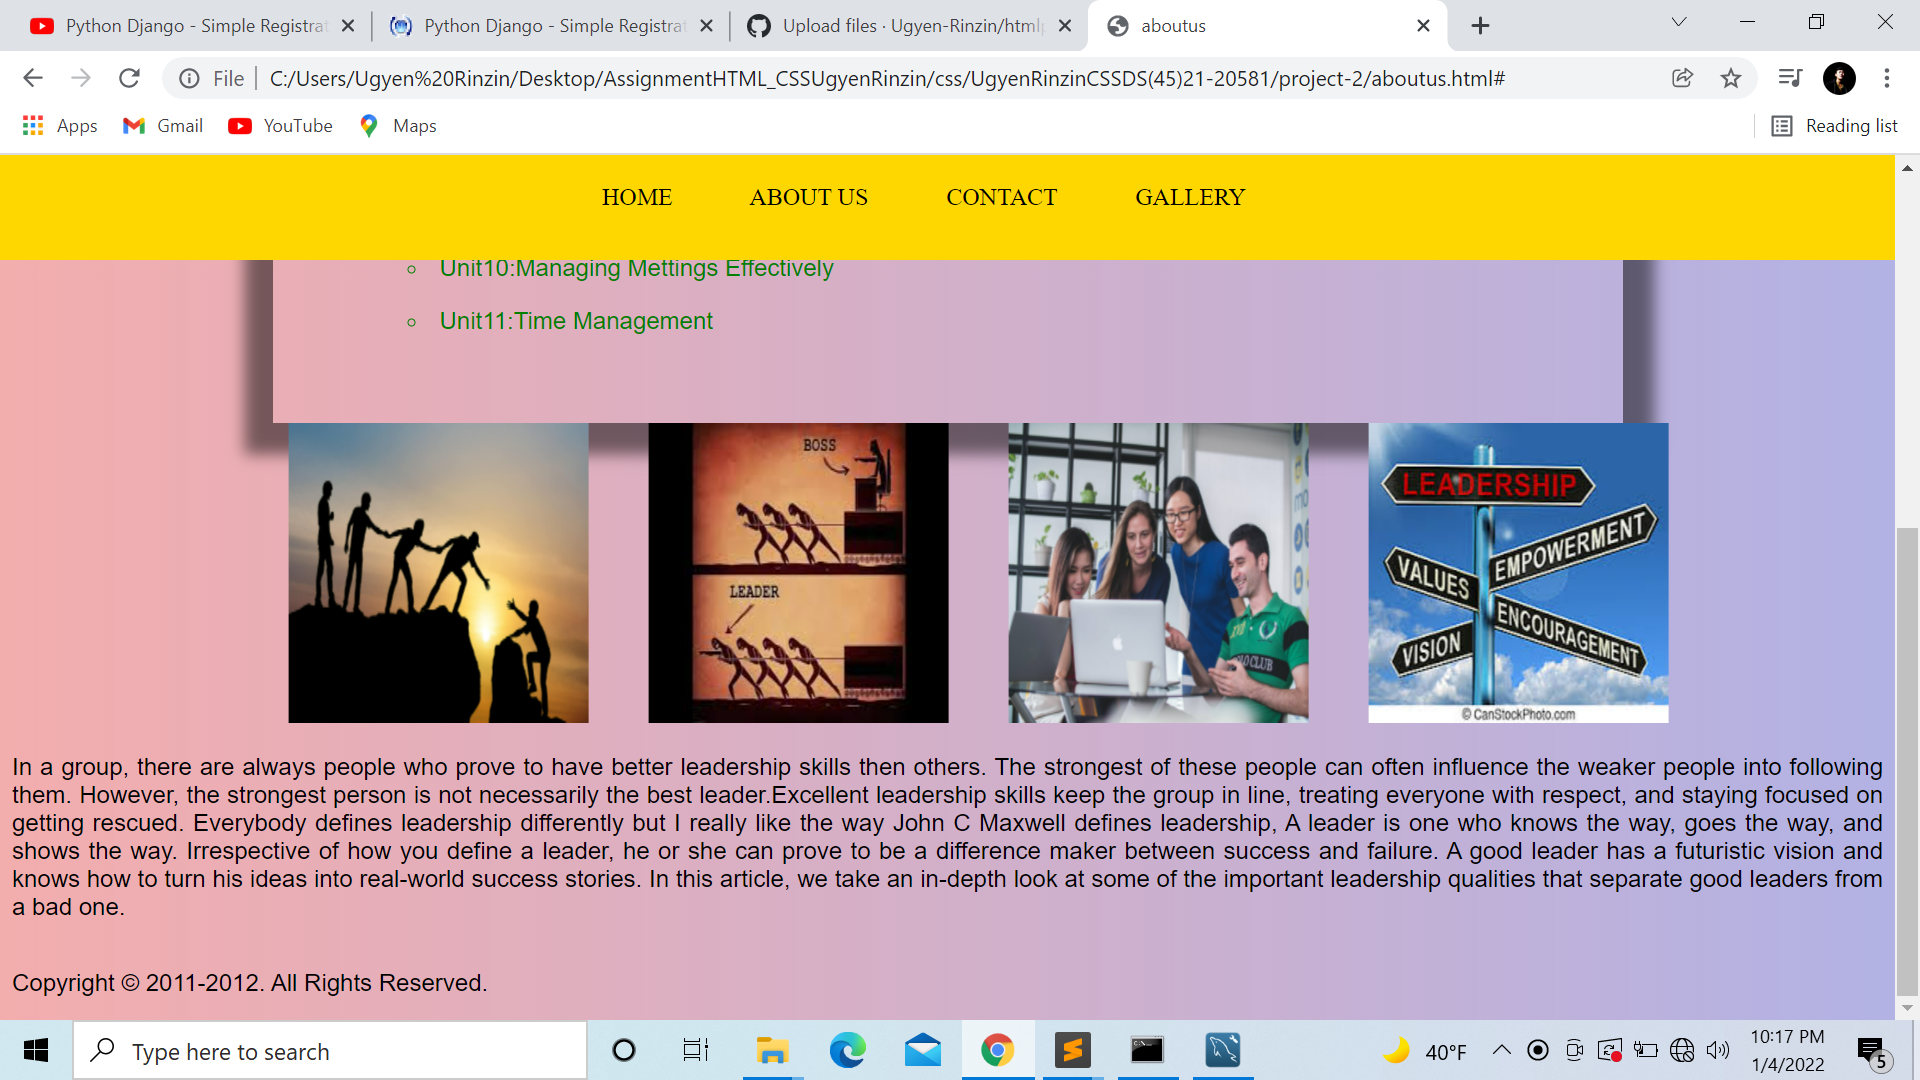 Python Django - Simple Registrat
Python Django - Simple Registrat
Upload files · Ugyen-Rinzin/htmlp
aboutus
File
C:/Users/Ugyen%20Rinzin/Desktop/AssignmentHTML_CSSUgyenRinzin/css/UgyenRinzinCSSDS(45)21-20581/project-2/aboutus.html#
Apps
Gmail
YouTube
Maps
Reading list
HOME
ABOUT US
CONTACT
GALLERY
Unit10:Managing Mettings Effectively
Unit11:Time Management
BOSS
LEADER
LEADERSHIP
EMPOWERMENT
VALUES
ENCOURAGEMENT
VISION
© CanStockPhoto.com
In a group, there are always people who prove to have better leadership skills then others. The strongest of these people can often influence the weaker people into following
them. However, the strongest person is not necessarily the best leader.Excellent leadership skills keep the group in line, treating everyone with respect, and staying focused on
getting rescued. Everybody defines leadership differently but I really like the way John C Maxwell defines leadership, A leader is one who knows the way, goes the way, and
shows the way. Irrespective of how you define a leader, he or she can prove to be a difference maker between success and failure. A good leader has a futuristic vision and
knows how to turn his ideas into real-world success stories. In this article, we take an in-depth look at some of the important leadership qualities that separate good leaders from
a bad one.
Copyright © 2011-2012. All Rights Reserved.
Type here to search
40°F
10:17 PM
1/4/2022
5